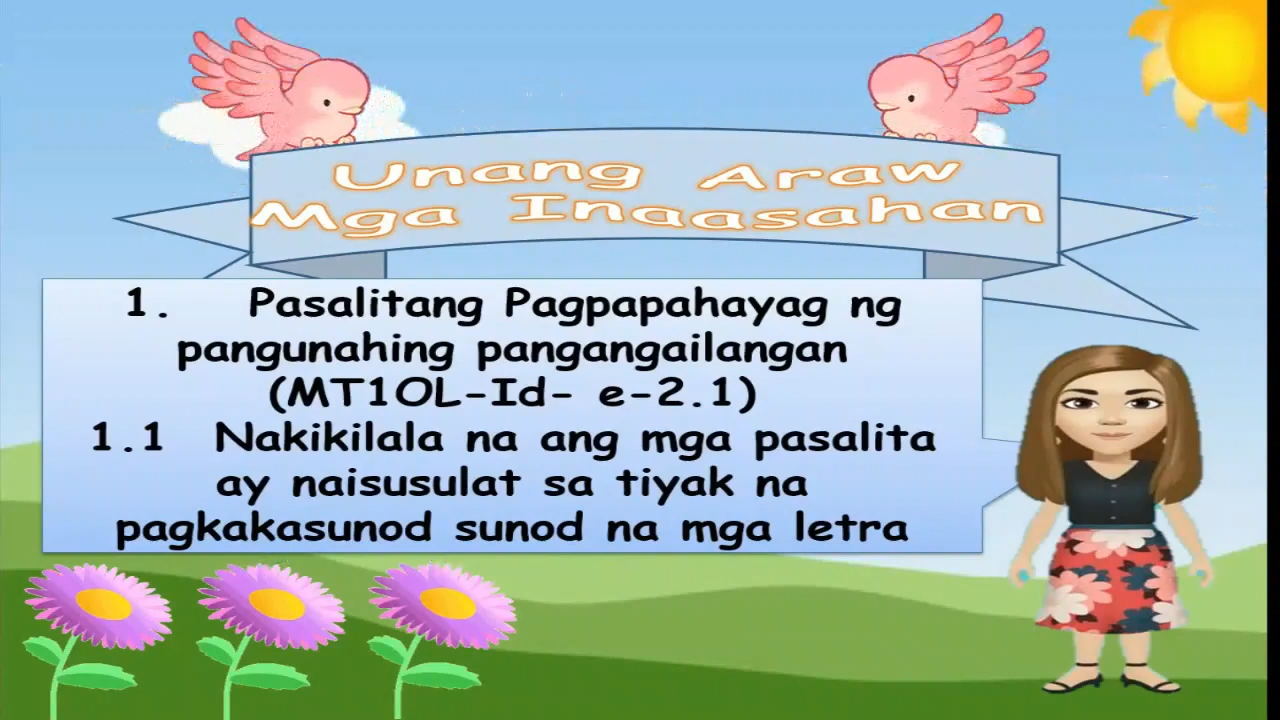 Unang Araw
Mga Inaasahan
1. Pasalitang Pagpapahayag ng
pangunahing pangangailangan
(MT1OL-Id- e-2.1)
1.1 Nakikilala na ang mga pasalita
ay naisusulat sa tiyak na
pagkakasunod sunod na mga letra